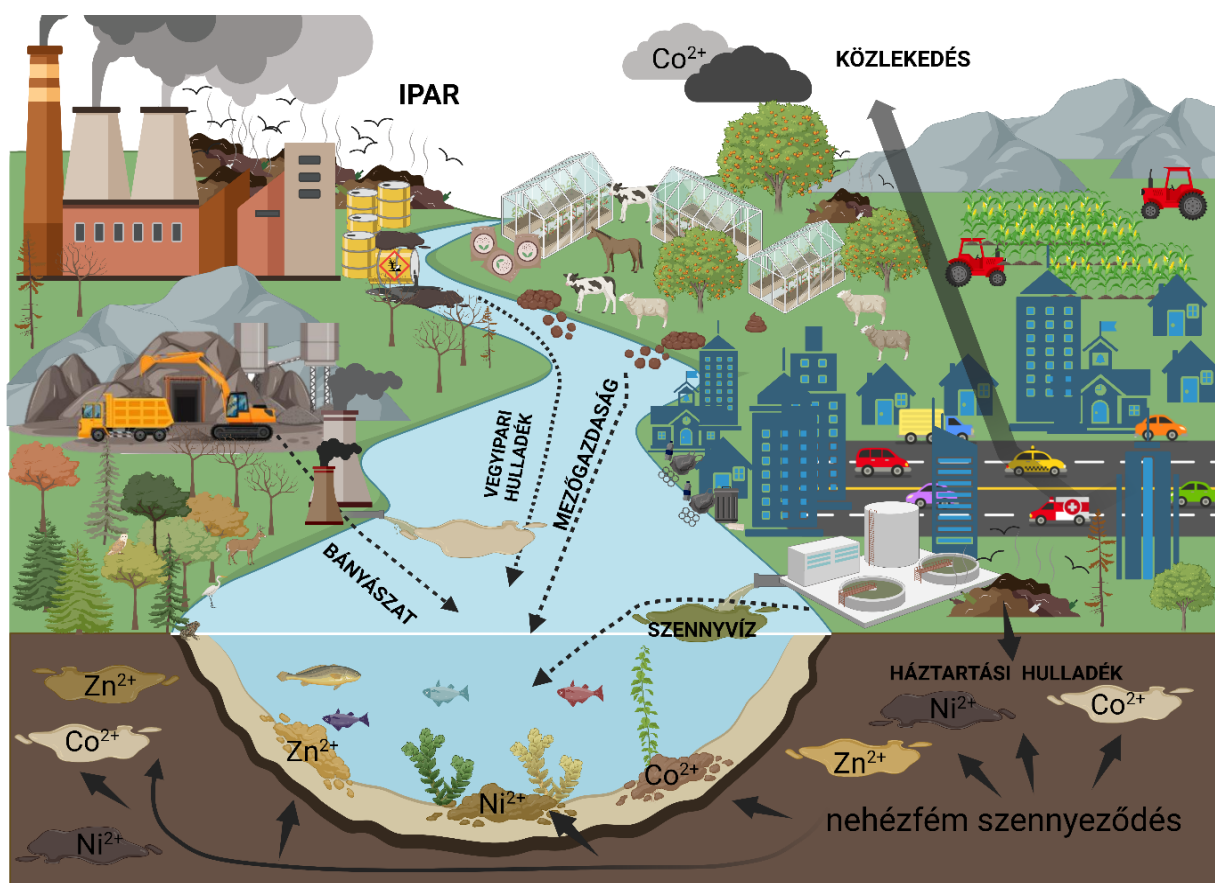 Co²⁺
KÖZLEKEDÉS
IPAR
VEGYIPARI
HULLADÉK
MEZŐGAZDASÁG
BÁNYÁSZAT
SZENNYVÍZ
HÁZTARTÁSI HULLADÉK
Zn²⁺
Co²⁺
Ni²⁺
Zn²⁺
Ni²⁺
Co²⁺
Ni²⁺
Co²⁺
Zn²⁺
nehézfém szennyeződés